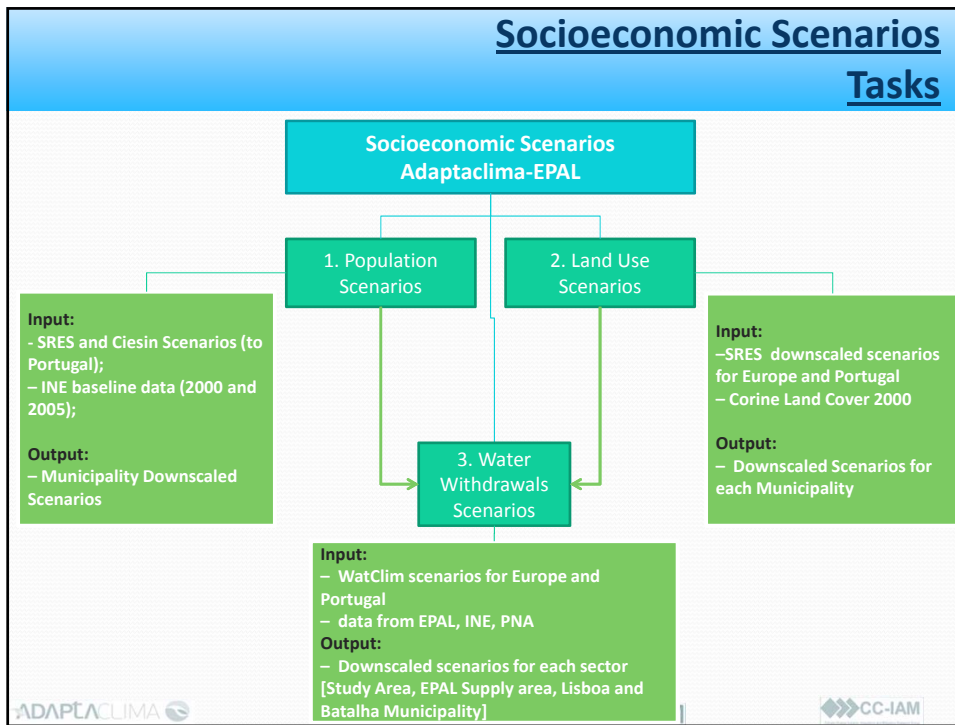 Socioeconomic Scenarios
Tasks
Socioeconomic Scenarios
Adaptaclima-EPAL
1. Population
Scenarios
2. Land Use
Scenarios
Input:
- SRES and Ciesin Scenarios (to
Portugal);
– INE baseline data (2000 and
2005);
Output:
– Municipality Downscaled
Scenarios
Input:
–SRES  downscaled scenarios
for Europe and Portugal
– Corine Land Cover 2000
Output:
–  Downscaled Scenarios for
each Municipality
3. Water
Withdrawals
Scenarios
Input:
–  WatClim scenarios for Europe and
Portugal
–  data from EPAL, INE, PNA
Output:
–  Downscaled scenarios for each sector
[Study Area, EPAL Supply area, Lisboa and
Batalha Municipality]
ADAPTACLIMA
CC-IAM